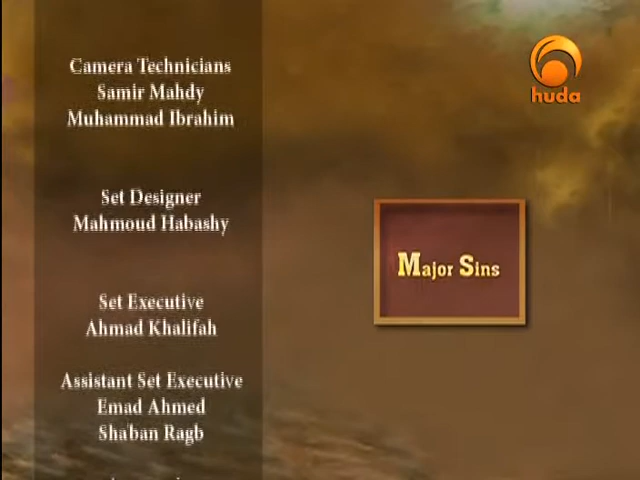 Camera Technicians
Samir Mahdy
Muhammad Ibrahim
Set Designer
Mahmoud Habashy
Set Executive
Ahmad Khalifah
Assistant Set Executive
Emad Ahmed
Sha'ban Ragb
huda
Major Sins